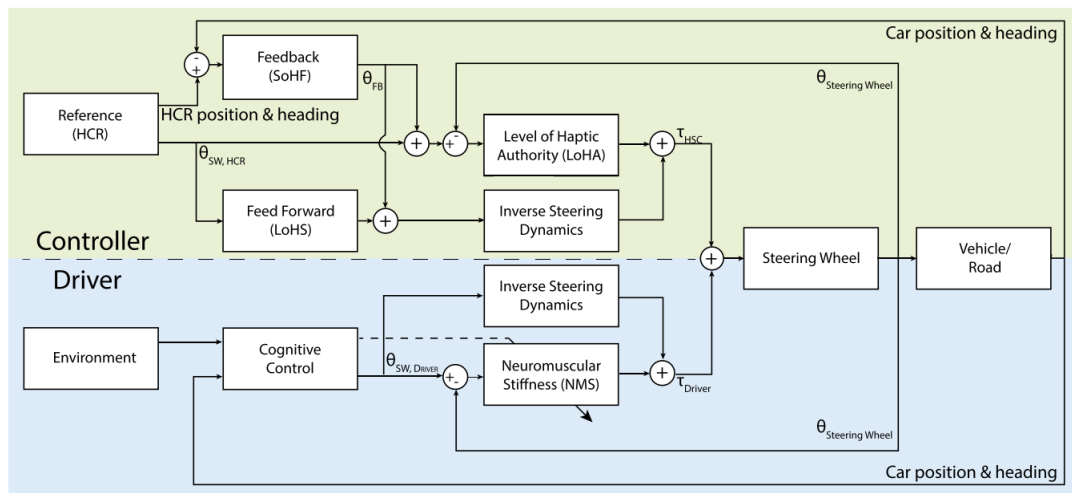 Car position & heading
Feedback
(SoHF)
θFB
θSteering Wheel
Reference
(HCR)
HCR position & heading
θSW, HCR
Level of Haptic
Authority (LoHA)
τHSC
Feed Forward
(LoHS)
Inverse Steering
Dynamics
Controller
Driver
Steering Wheel
Vehicle/
Road
Inverse Steering
Dynamics
Environment
Cognitive
Control
θSW, DRIVER
Neuromuscular
Stiffness (NMS)
τDriver
θSteering Wheel
Car position & heading